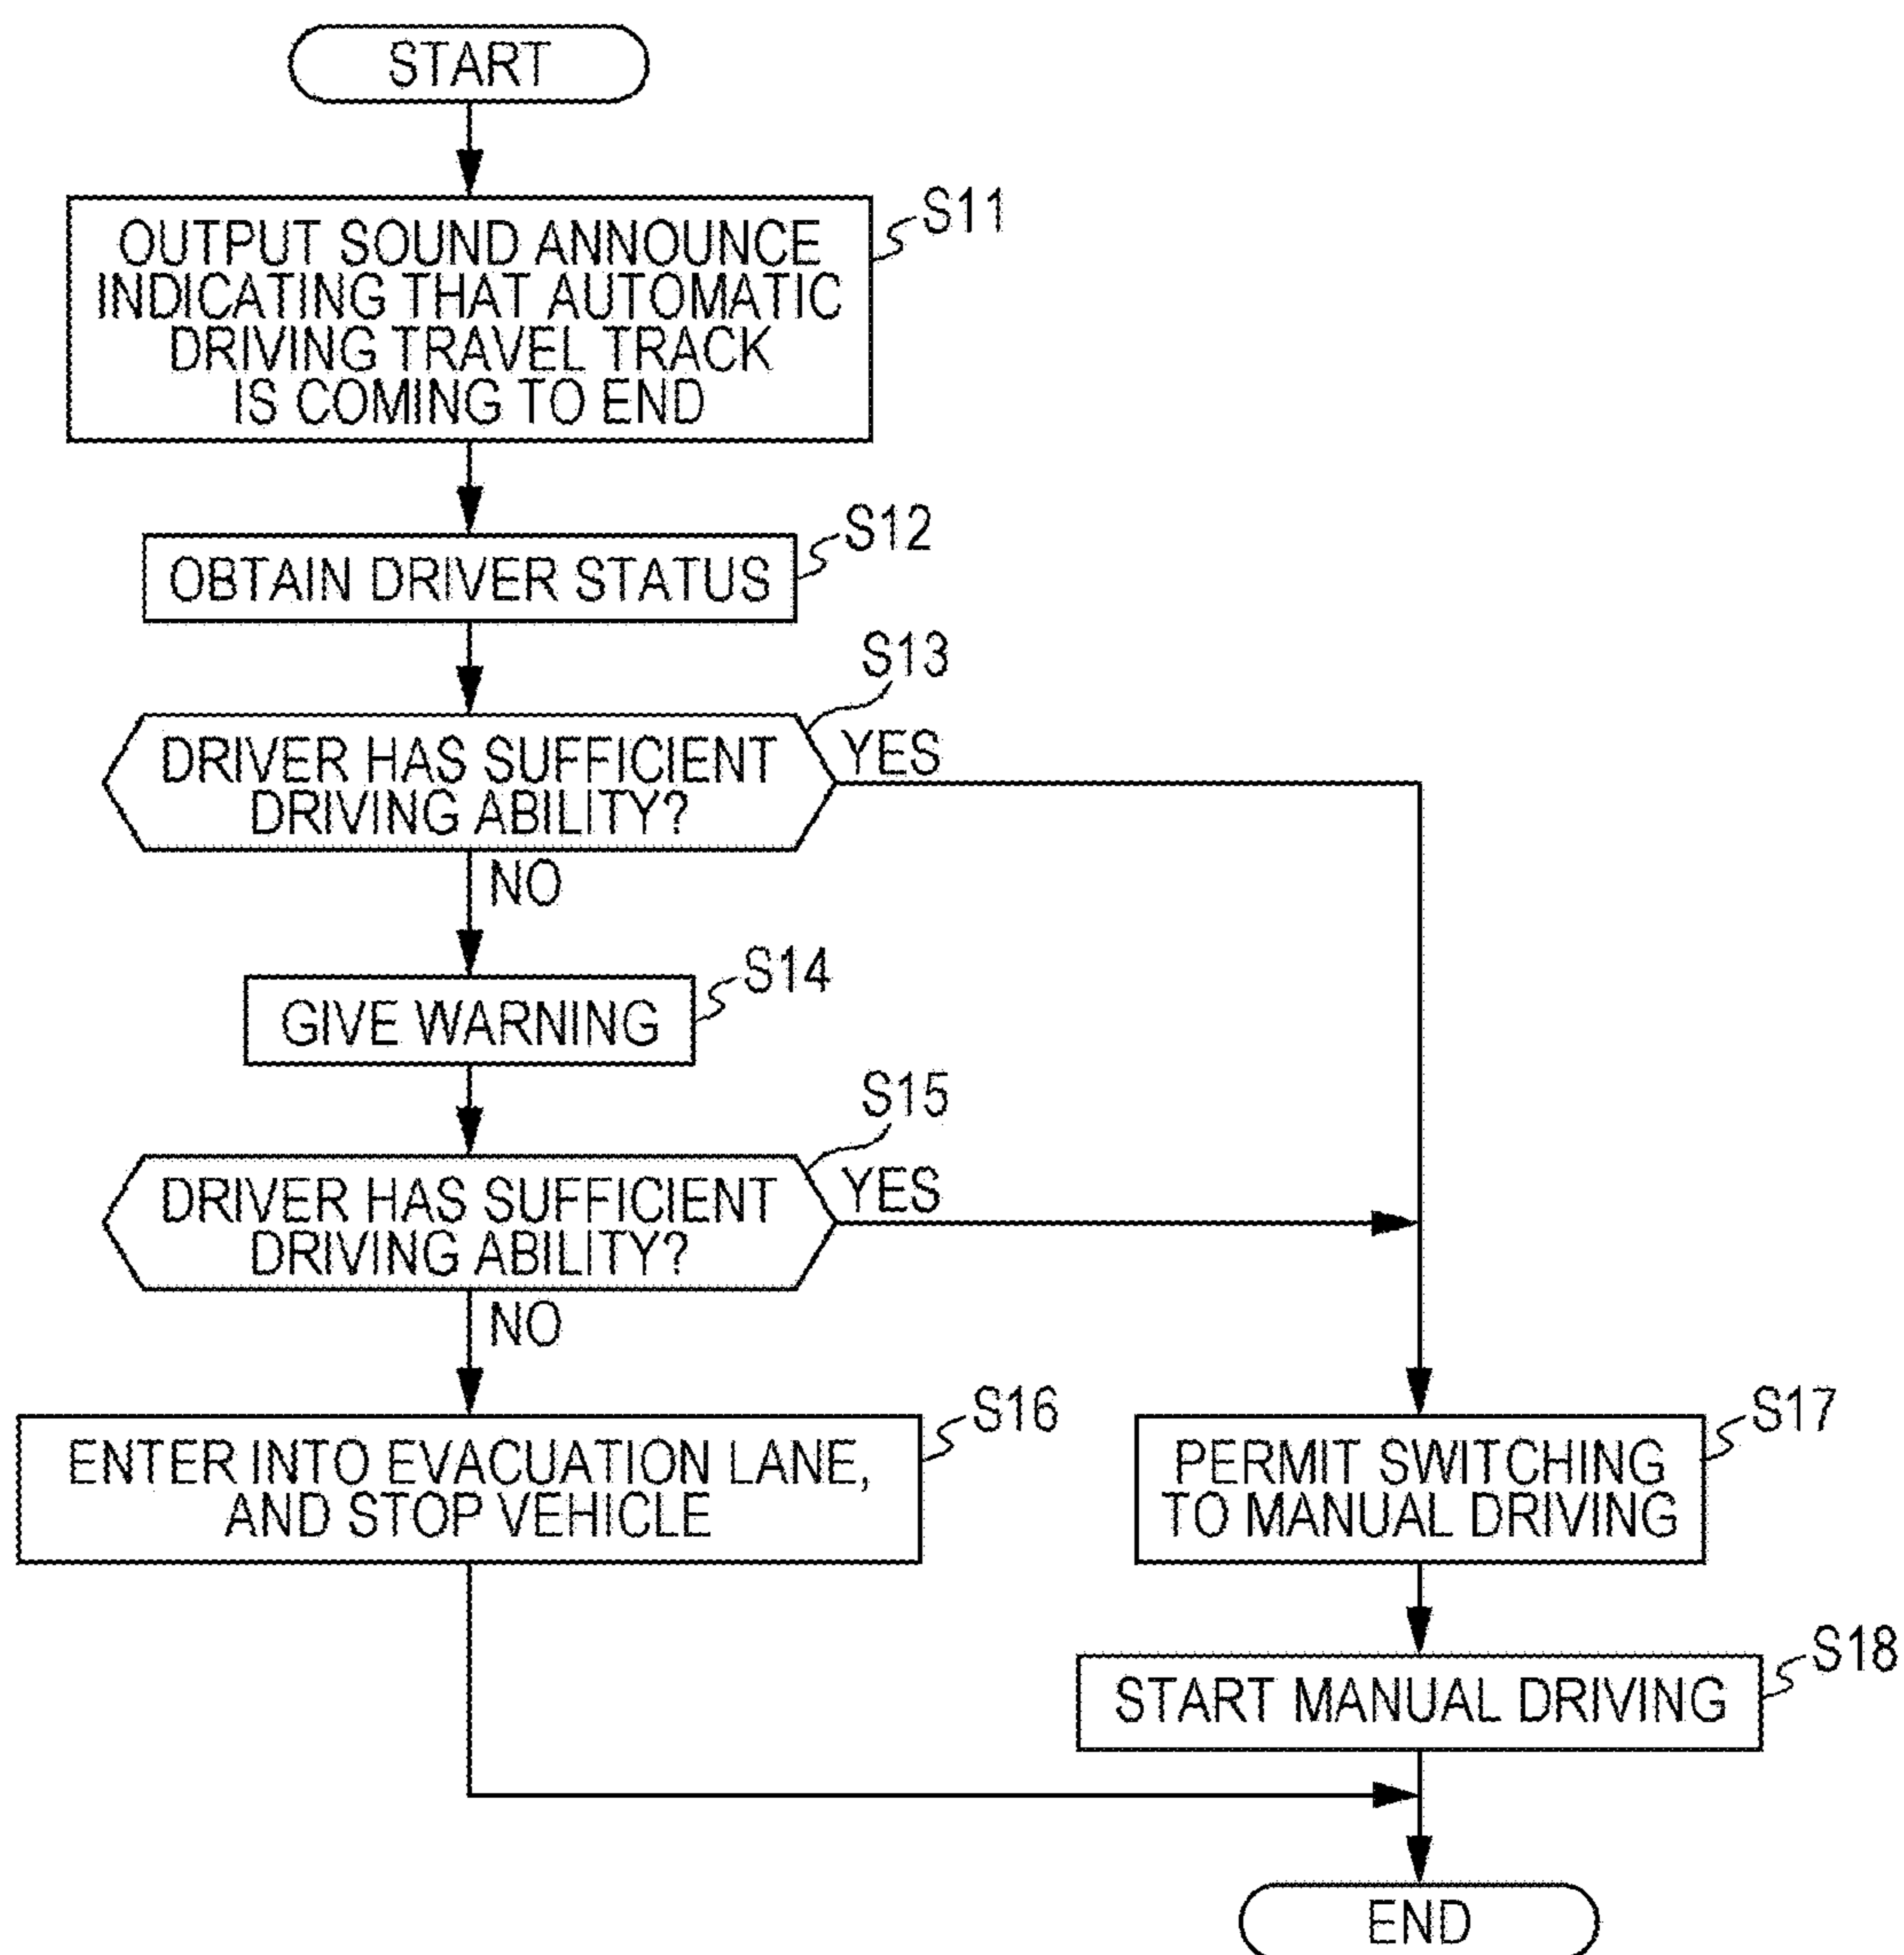 START
OUTPUT SOUND ANNOUNCE
INDICATING THAT AUTOMATIC
DRIVING TRAVEL TRACK
IS COMING TO END
S11
OBTAIN DRIVER STATUS
S12
DRIVER HAS SUFFICIENT
DRIVING ABILITY?
S13
YES
NO
GIVE WARNING
S14
DRIVER HAS SUFFICIENT
DRIVING ABILITY?
S15
YES
NO
ENTER INTO EVACUATION LANE,
AND STOP VEHICLE
S16
PERMIT SWITCHING
TO MANUAL DRIVING
S17
START MANUAL DRIVING
S18
END